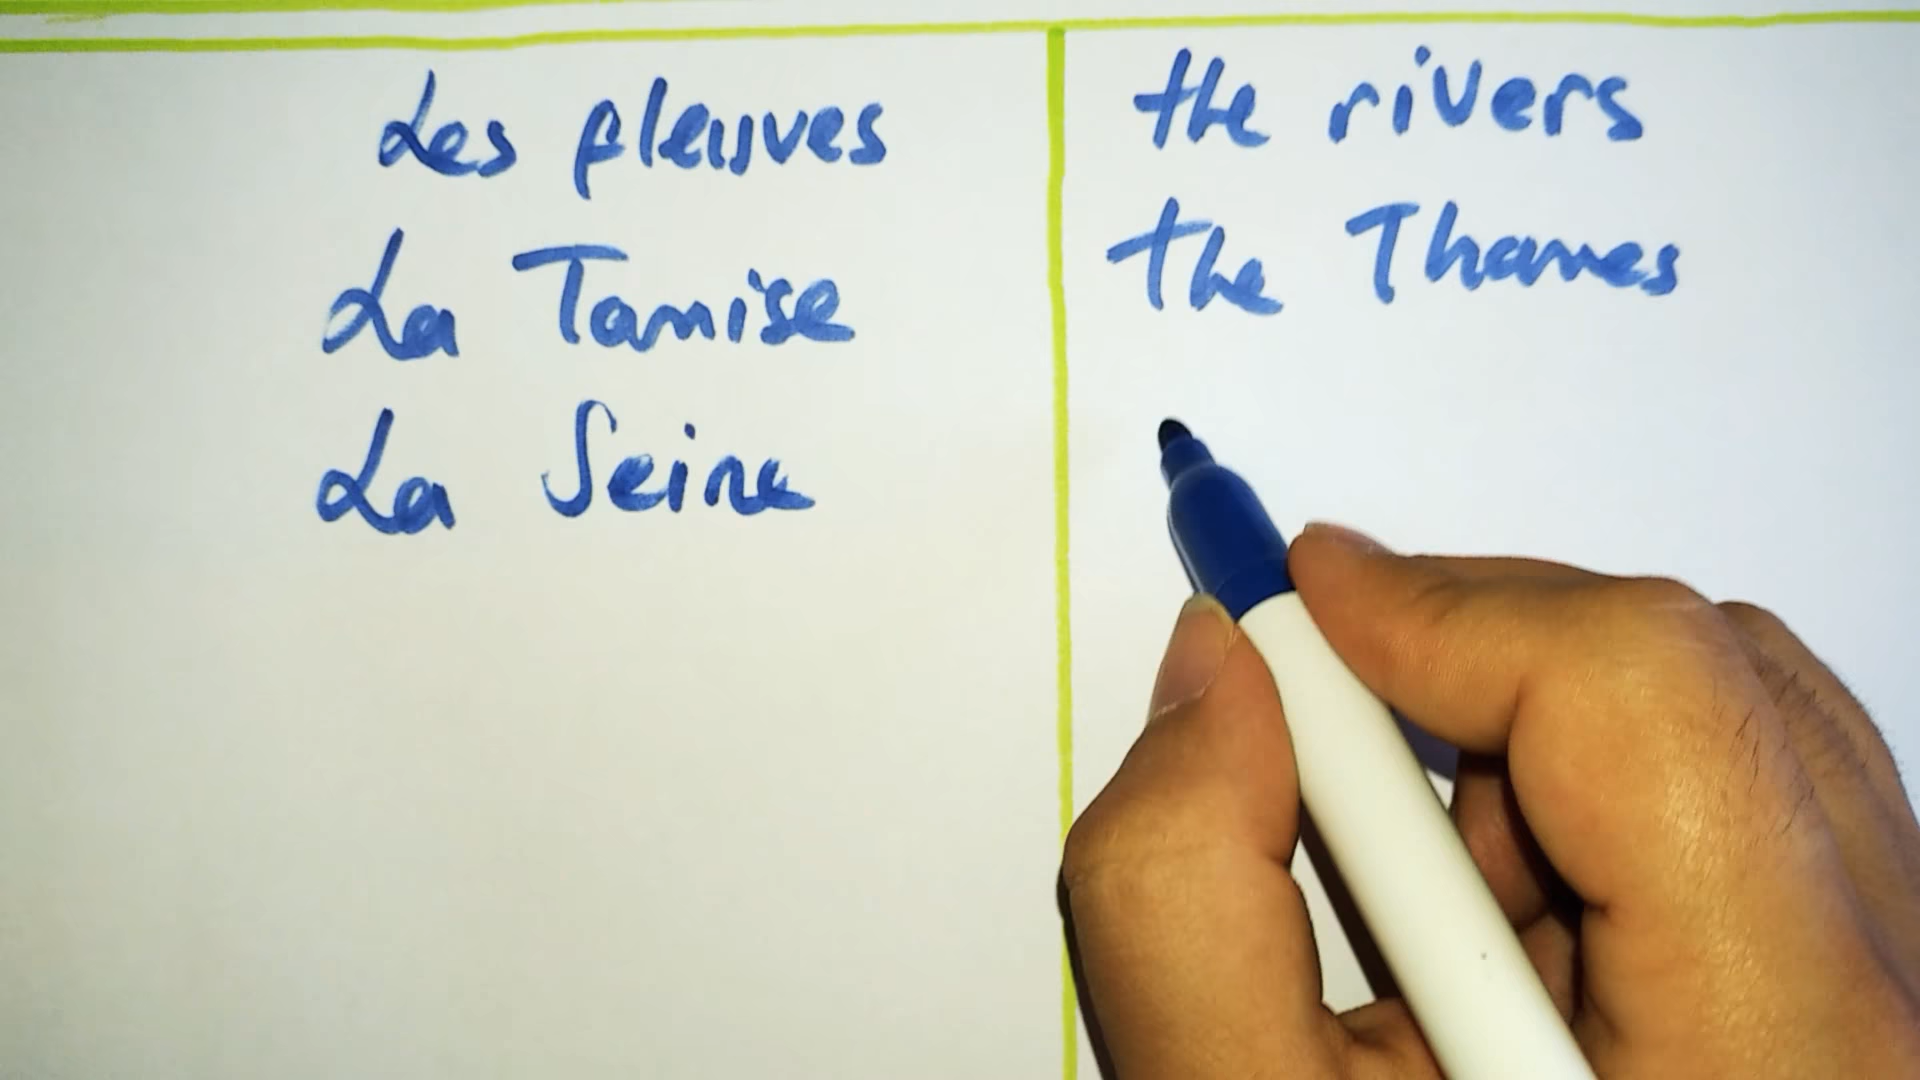 Les fleuves
the rivers
La Tamise
the Thames
La Seine